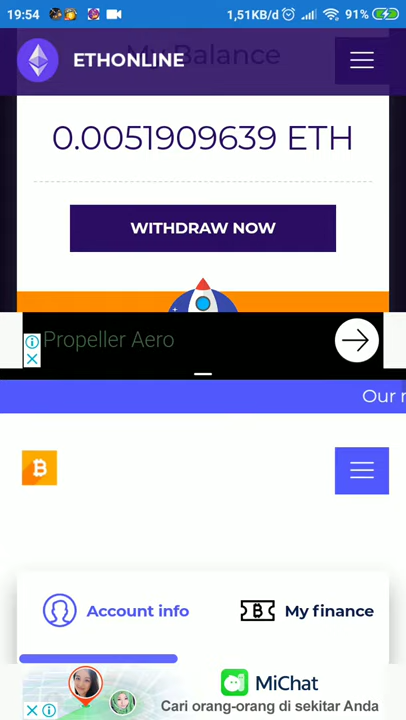 19:54
1,51KB/d
91%
ETHONLINE
My Balance
0.0051909639 ETH
WITHDRAW NOW
Propeller Aero
Our
Account info
My finance
MiChat
Cari orang-orang di sekitar Anda